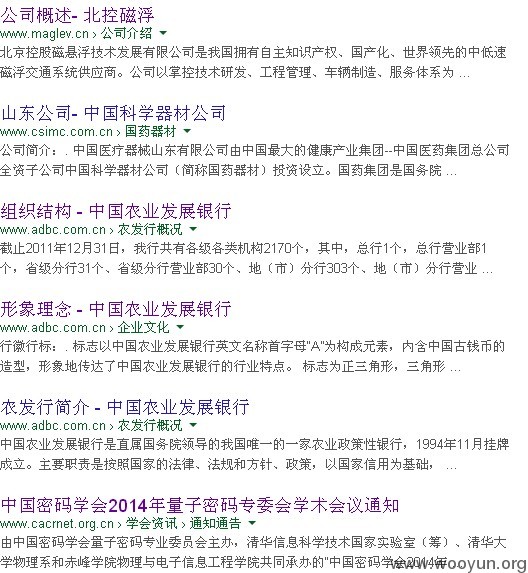 公司概述- 北控磁浮
www.maglev.cn › 公司介绍
北京控股磁悬浮技术发展有限公司是我国拥有自主知识产权、国产化、世界领先的中低速
磁浮交通系统供应商。公司以掌控技术研发、工程管理、车辆制造、服务体系为 ...
山东公司- 中国科学器材公司
www.csimc.com.cn › 国药器材
公司简介：. 中国医疗器械山东有限公司由中国最大的健康产业集团--中国医药集团总公司
全资子公司中国科学器材公司（简称国药器材）投资设立。国药集团是国务院 ...
组织结构 - 中国农业发展银行
www.adbc.com.cn › 农发行概况
截止2011年12月31日，我行共有各级各类机构2170个，其中，总行1个，总行营业部1
个，省级分行31个、省级分行营业部30个、地（市）分行303个、地（市）分行营业 ...
形象理念 - 中国农业发展银行
www.adbc.com.cn › 企业文化
行徽行标：. 标志以中国农业发展银行英文名称首字母“A”为构成元素，内含中国古钱币的
造型，形象地传达了中国农业发展银行的行业特点。 标志为正三角形，三角形 ...
农发行简介 - 中国农业发展银行
www.adbc.com.cn › 农发行概况
中国农业发展银行是直属国务院领导的我国唯一的一家农业政策性银行，1994年11月挂牌
成立。主要职责是按照国家的法律、法规和方针、政策，以国家信用为基础， ...
中国密码学会2014年量子密码专委会学术会议通知
www.cacrnet.org.cn › 学会资讯 › 通知通告
由中国密码学会量子密码专业委员会主办，清华信息科学技术国家实验室（筹）、清华大
学物理系和赤峰学院物理与电子信息工程学院共同承办的“中国密码学会2014年
www.wooyun.org